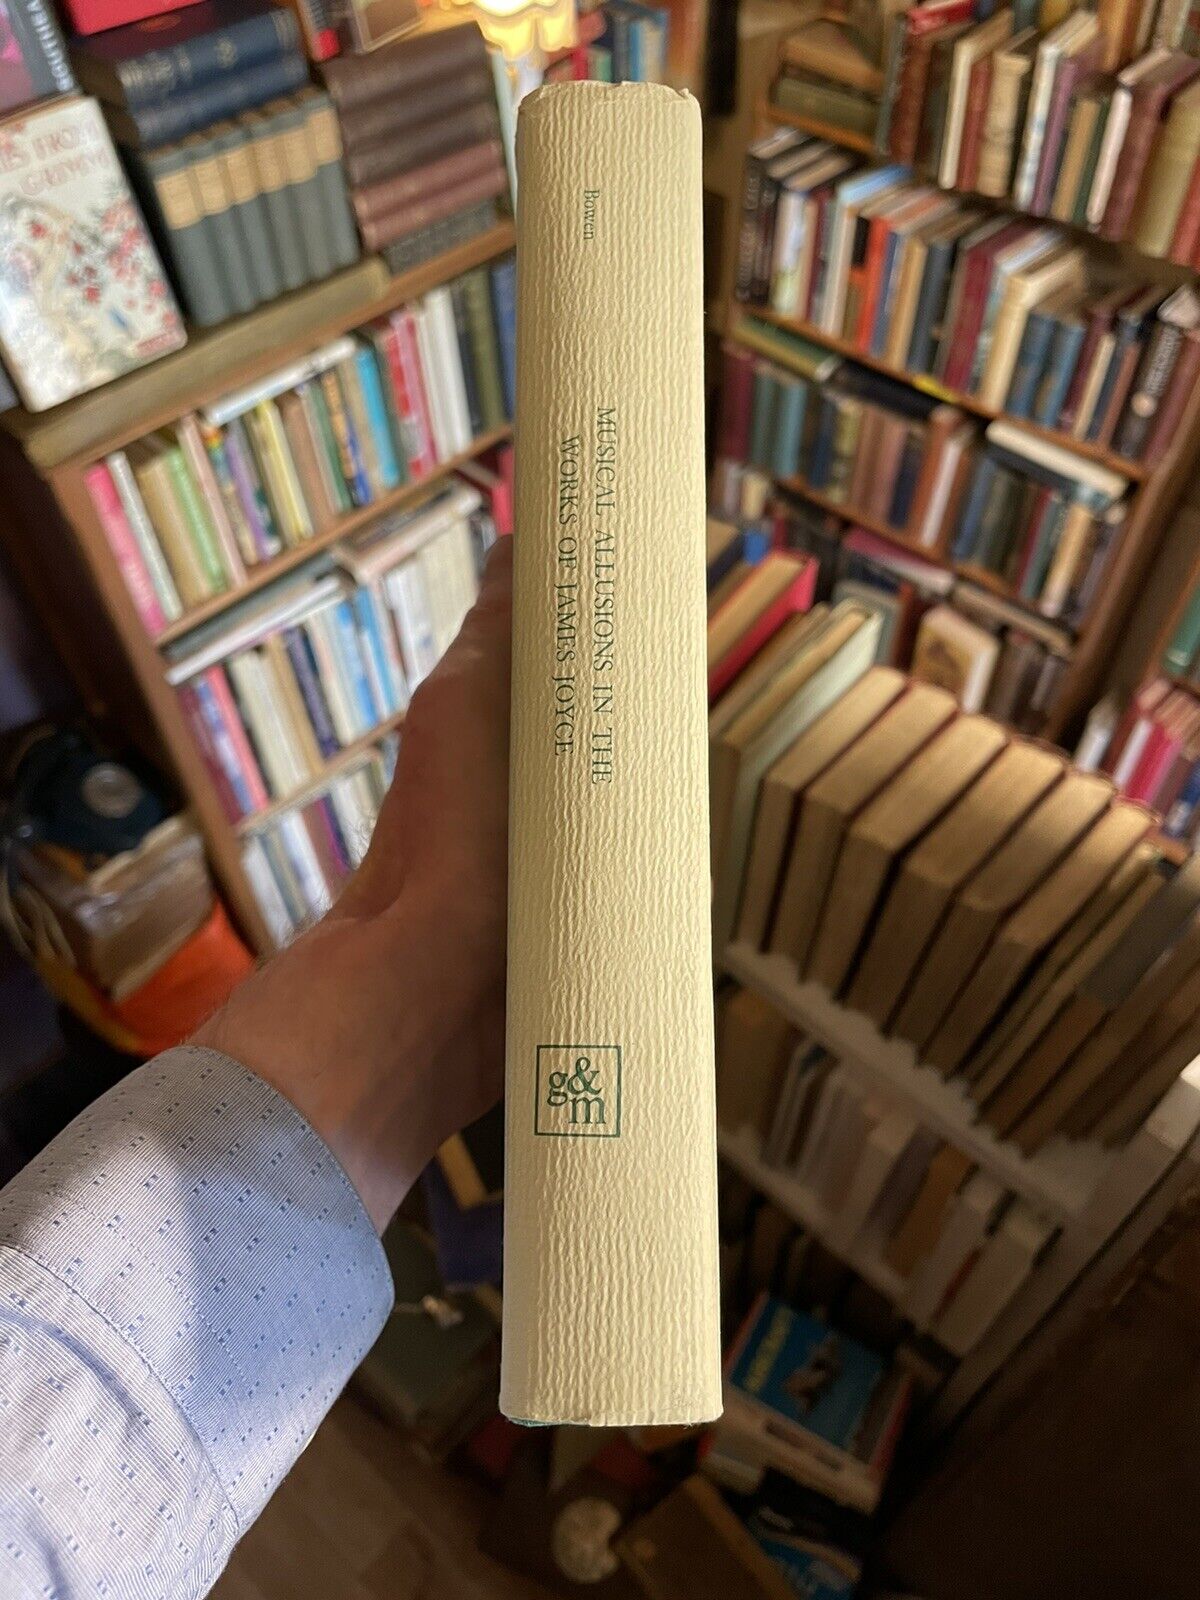 Bowen
MUSICAL ALLUSIONS IN THE
WORKS OF JAMES JOYCE
g&
m